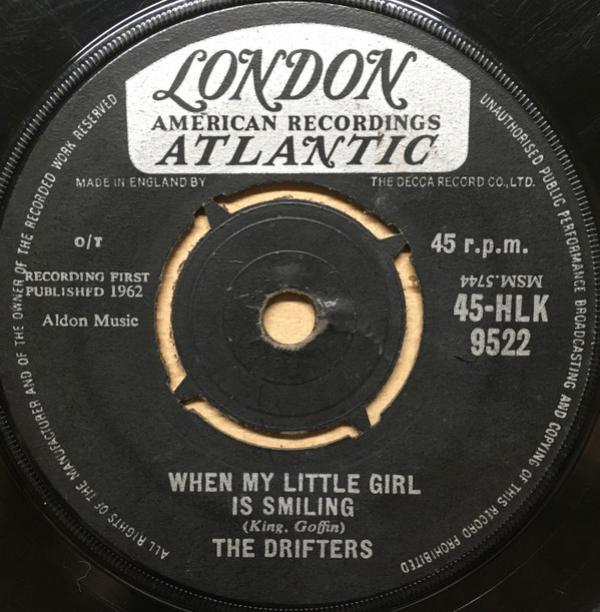 LONDON
AMERICAN RECORDINGS
ATLANTIC
MADE IN ENGLAND BY
THE DECCA RECORD CO., LTD.
ALL RIGHTS OF THE MANUFACTURER AND OF THE OWNER OF THE RECORDED WORK RESERVED
UNAUTHORISED PUBLIC PERFORMANCE BROADCASTING AND COPYING OF THIS RECORD PROHIBITED
O/T
45 r.p.m.
RECORDING FIRST
PUBLISHED 1962
Aldon Music
MSM.5744
45-HLK
9522
WHEN MY LITTLE GIRL
IS SMILING
(King, Goffin)
THE DRIFTERS